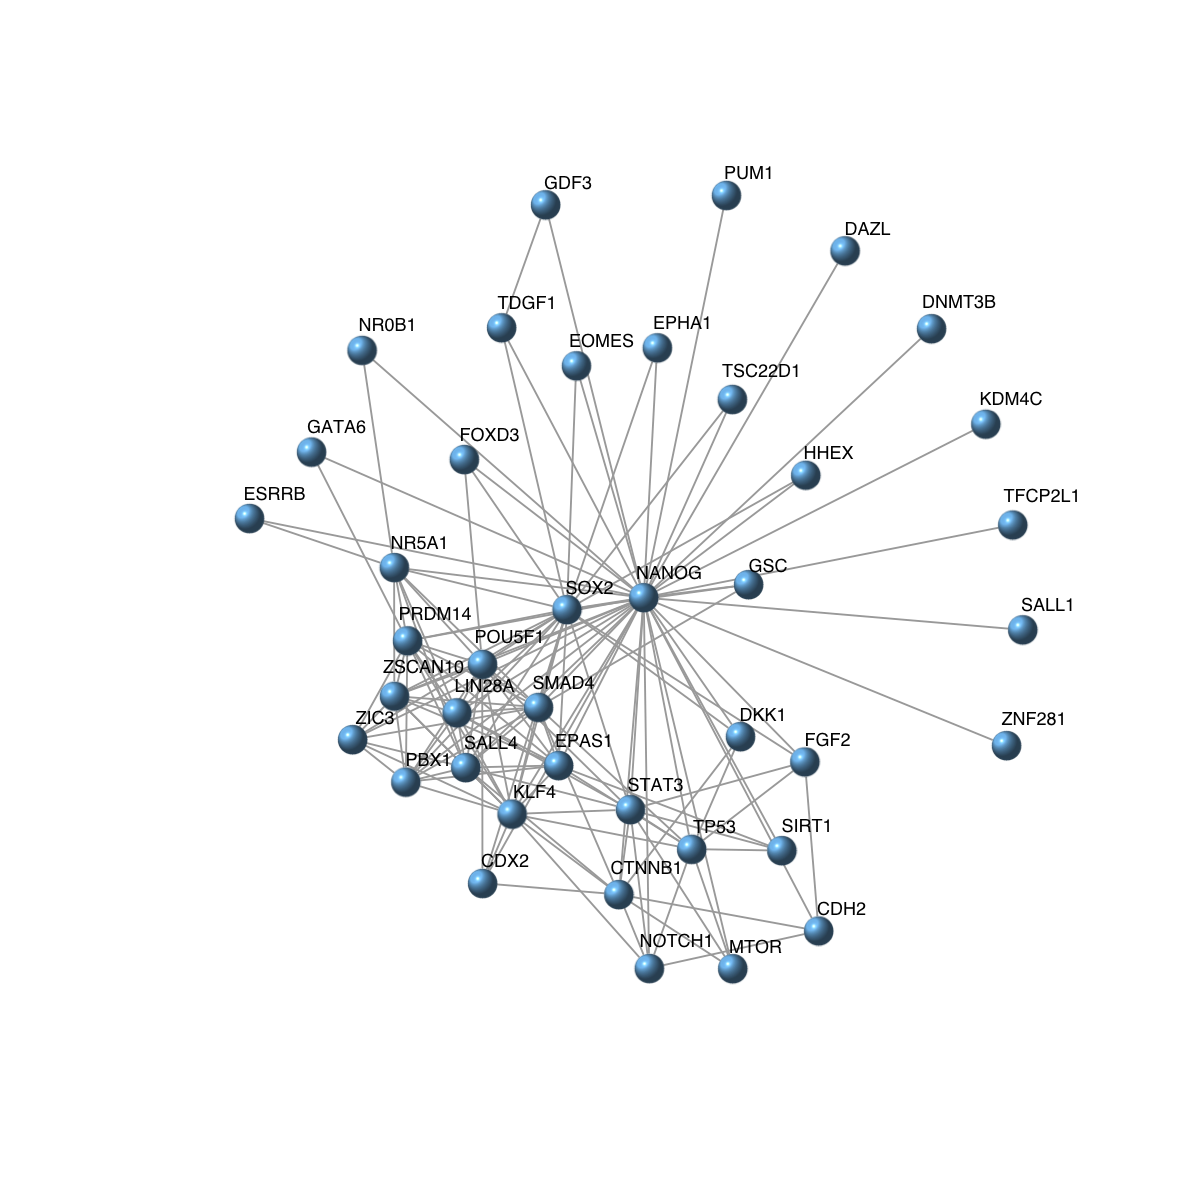 PUM1
GDF3
DAZL
DNMT3B
TDGF1
EPHA1
NR0B1
EOMES
TSC22D1
KDM4C
GATA6
FOXD3
HHEX
ESRRB
TFCP2L1
NR5A1
GSC
NANOG
SOX2
SALL1
PRDM14
POU5F1
ZSCAN10
SMAD4
LIN28A
DKK1
ZIC3
ZNF281
FGF2
EPAS1
SALL4
PBX1
STAT3
KLF4
SIRT1
TP53
CDX2
CTNNB1
CDH2
NOTCH1
MTOR